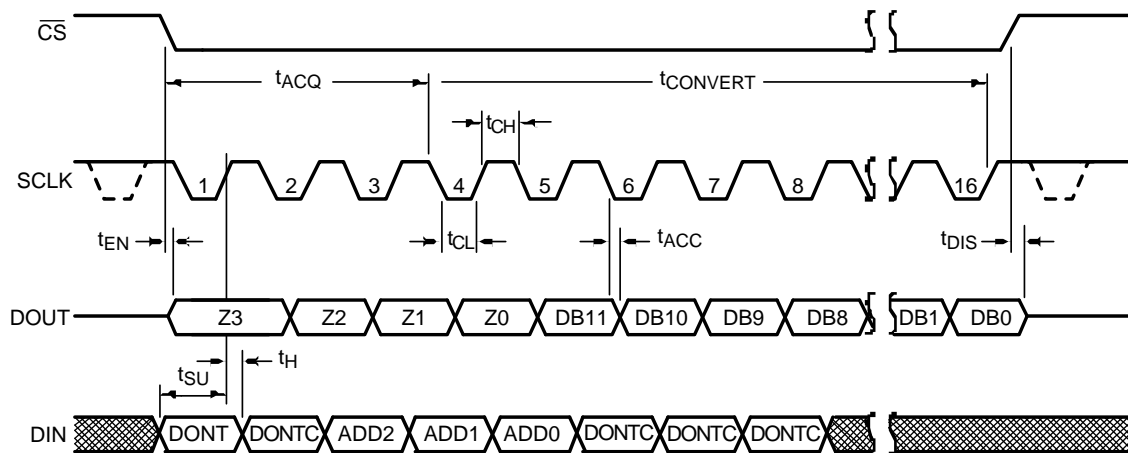 CS
tACQ
tCONVERT
tCH
SCLK
1 2 3 4 5 6 7 8 16
tEN
tCL
tACC
tDIS
DOUT
Z3 Z2 Z1 Z0 DB11 DB10 DB9 DB8 DB1 DB0
tH
tSU
DIN
DONT DONTC ADD2 ADD1 ADD0 DONTC DONTC DONTC